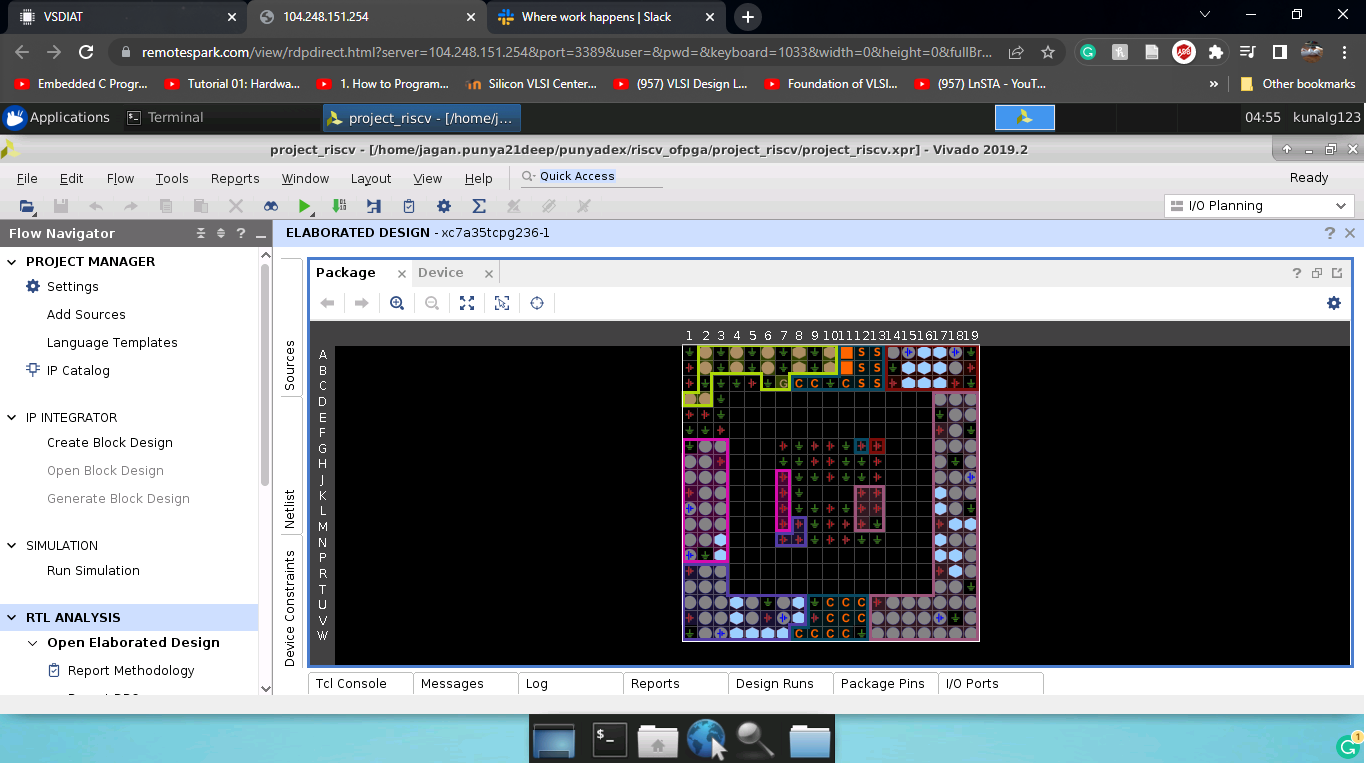 VSDIAT
104.248.151.254
Where work happens | Slack
remotespark.com/view/rdpdirect.html?server=104.248.151.254&port=3389&user=&pwd=&keyboard=1033&width=0&height=0&fullBr...
Embedded C Progr...
Tutorial 01: Hardwa...
1. How to Program...
Silicon VLSI Center...
(957) VLSI Design L...
Foundation of VLSI...
(957) LnSTA - YouT...
»
Other bookmarks
Applications
Terminal
project_riscv - [/home/j...
04:55
kunalg123
project_riscv - [/home/jagan.punya21deep/punyadex/riscv_ofpga/project_riscv/project_riscv.xpr] - Vivado 2019.2
File Edit Flow Tools Reports Window Layout View Help
Quick Access
Ready
I/O Planning
Flow Navigator
ELABORATED DESIGN - xc7a35tcpg236-1
PROJECT MANAGER
Settings
Add Sources
Language Templates
IP Catalog
IP INTEGRATOR
Create Block Design
Open Block Design
Generate Block Design
SIMULATION
Run Simulation
RTL ANALYSIS
Open Elaborated Design
Report Methodology
Sources
Netlist
Device Constraints
Package
Device
1 2 3 4 5 6 7 8 9 10 11 12 13 14 15 16 17 18 19
A
B
C
D
E
F
G
H
J
K
L
M
N
P
R
T
U
V
W
S S
S S
G C C C S S
C C C
C C C
C C C C
Tcl Console
Messages
Log
Reports
Design Runs
Package Pins
I/O Ports
1